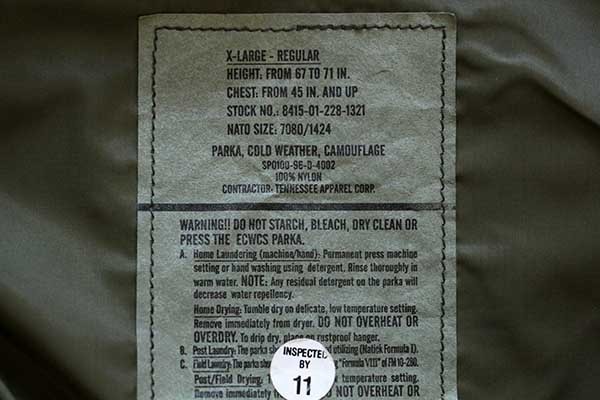 X-LARGE - REGULAR
HEIGHT: FROM 67 TO 71 IN.
CHEST: FROM 45 IN. AND UP
STOCK NO.: 8415-01-228-1321
NATO SIZE: 7080/1424
PARKA, COLD WEATHER, CAMOUFLAGE
SPO100-96-D-4002
100% NYLON
CONTRACTOR: TENNESSEE APPAREL CORP.
WARNING!! DO NOT STARCH, BLEACH, DRY CLEAN OR
PRESS THE ECWCS PARKA.
A. Home Laundering (machine/hand): Permanent press machine
setting or hand washing using detergent. Rinse thoroughly in
warm water. NOTE: Any residual detergent on the parka will
decrease water repellency.
Home Drying: Tumble dry on delicate, low temperature setting.
Remove immediately from dryer. DO NOT OVERHEAT OR
OVERDRY. To drip dry, place on rustproof hanger.
B. Post Laundry: The parka and utilizing (Natick Formula I).
C. Field Laundry: The parka "Formula VIII" of FM 10-280.
Post/Field Drying: temperature setting.
Remove immediately DO NOT OVERHEAT OR
INSPECTED
BY
11